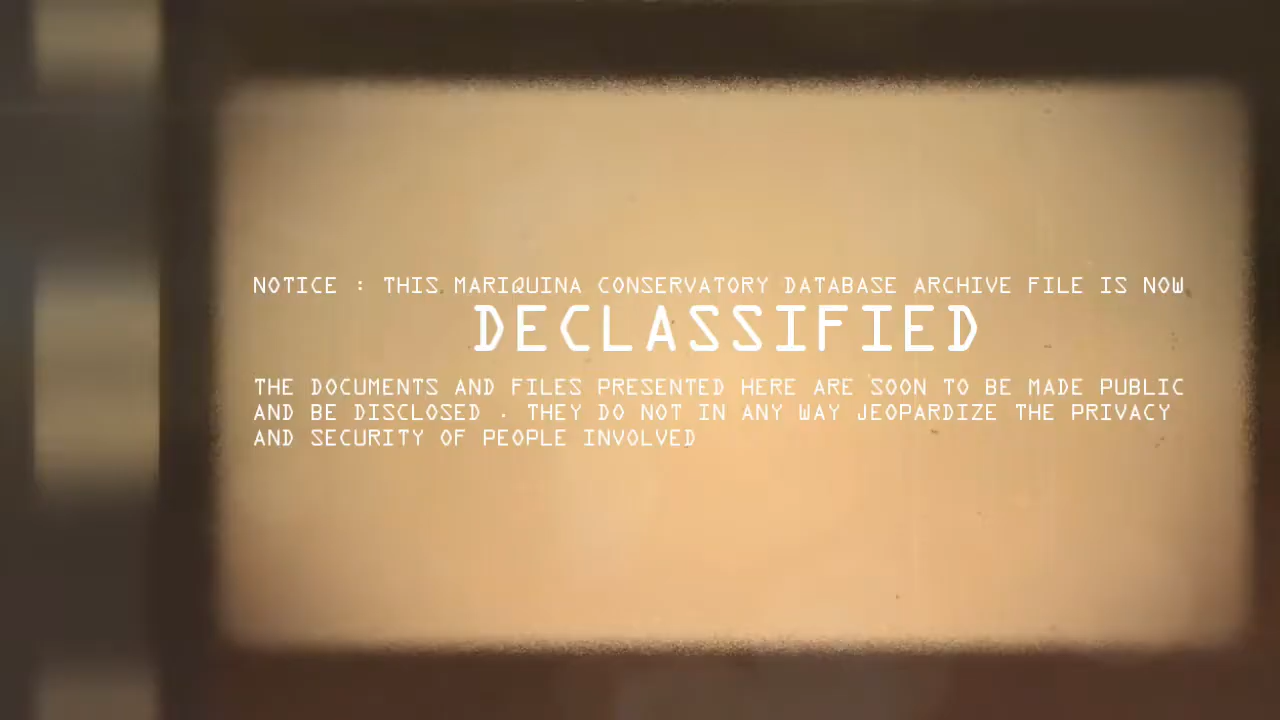 NOTICE : THIS MARIQUINA CONSERVATORY DATABASE ARCHIVE FILE IS NOW
DECLASSIFIED
THE DOCUMENTS AND FILES PRESENTED HERE ARE SOON TO BE MADE PUBLIC
AND BE DISCLOSED . THEY DO NOT IN ANY WAY JEOPARDIZE THE PRIVACY
AND SECURITY OF PEOPLE INVOLVED